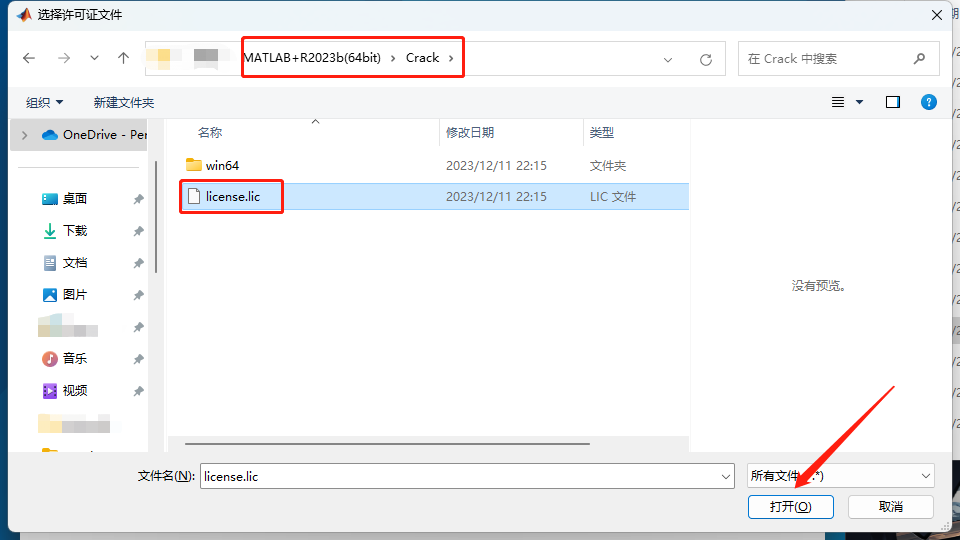 选择许可证文件
MATLAB+R2023b(64bit) › Crack ›
在 Crack 中搜索
组织 新建文件夹
OneDrive - Per
名称 修改日期 类型
win64 2023/12/11 22:15 文件夹
license.lic 2023/12/11 22:15 LIC 文件
桌面
下载
文档
图片
音乐
视频
没有预览。
文件名(N): license.lic
所有文件 .*)
打开(O) 取消